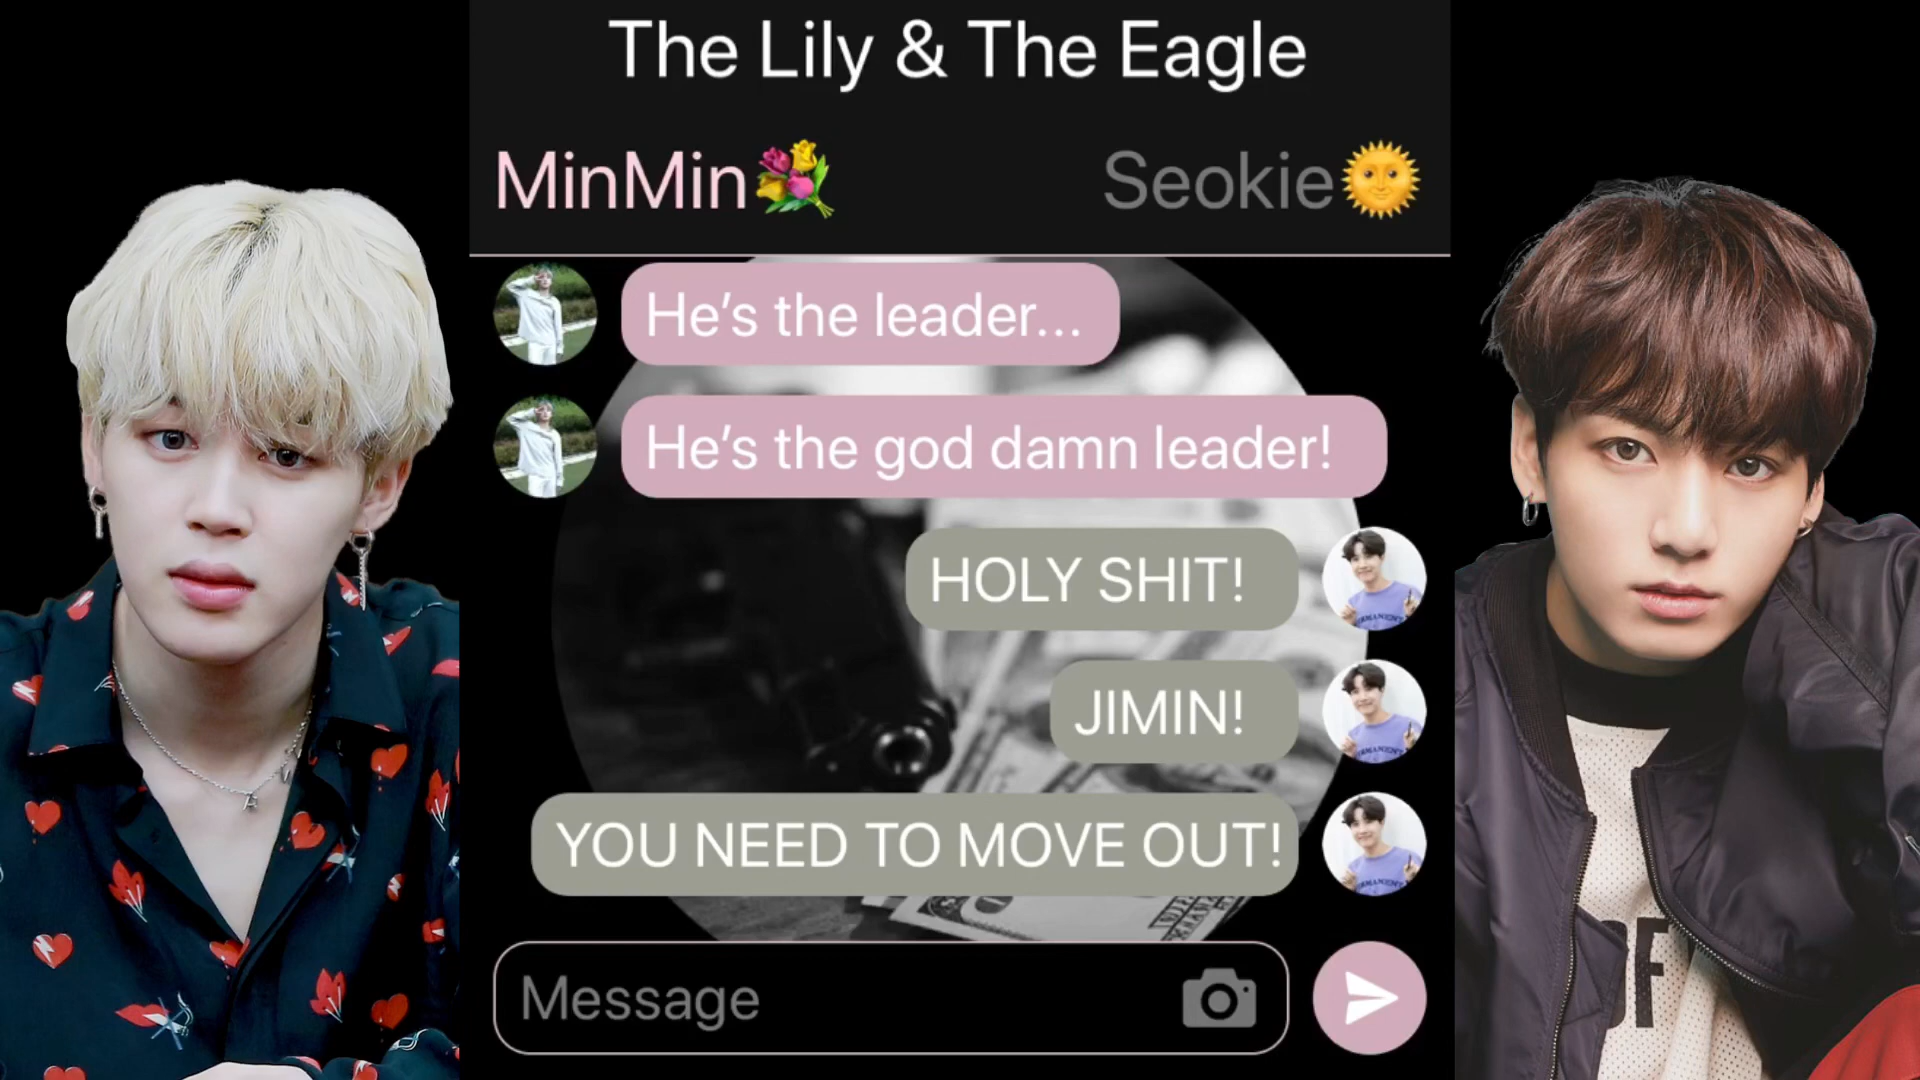 The Lily & The Eagle
MinMin💐
Seokie🌞
He's the leader...
He's the god damn leader!
HOLY SHIT!
JIMIN!
YOU NEED TO MOVE OUT!
Message
OF